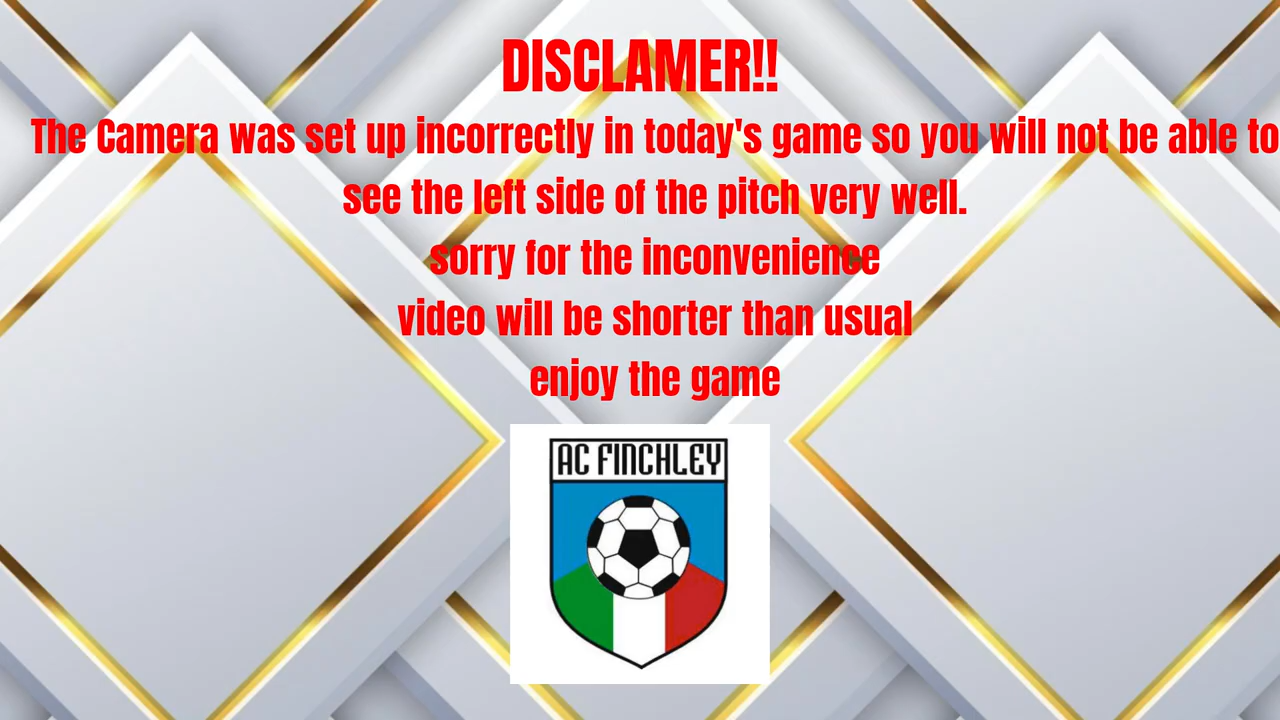 DISCLAMER!!
The Camera was set up incorrectly in today's game so you will not be able to
see the left side of the pitch very well.
sorry for the inconvenience
video will be shorter than usual
enjoy the game
AC FINCHLEY